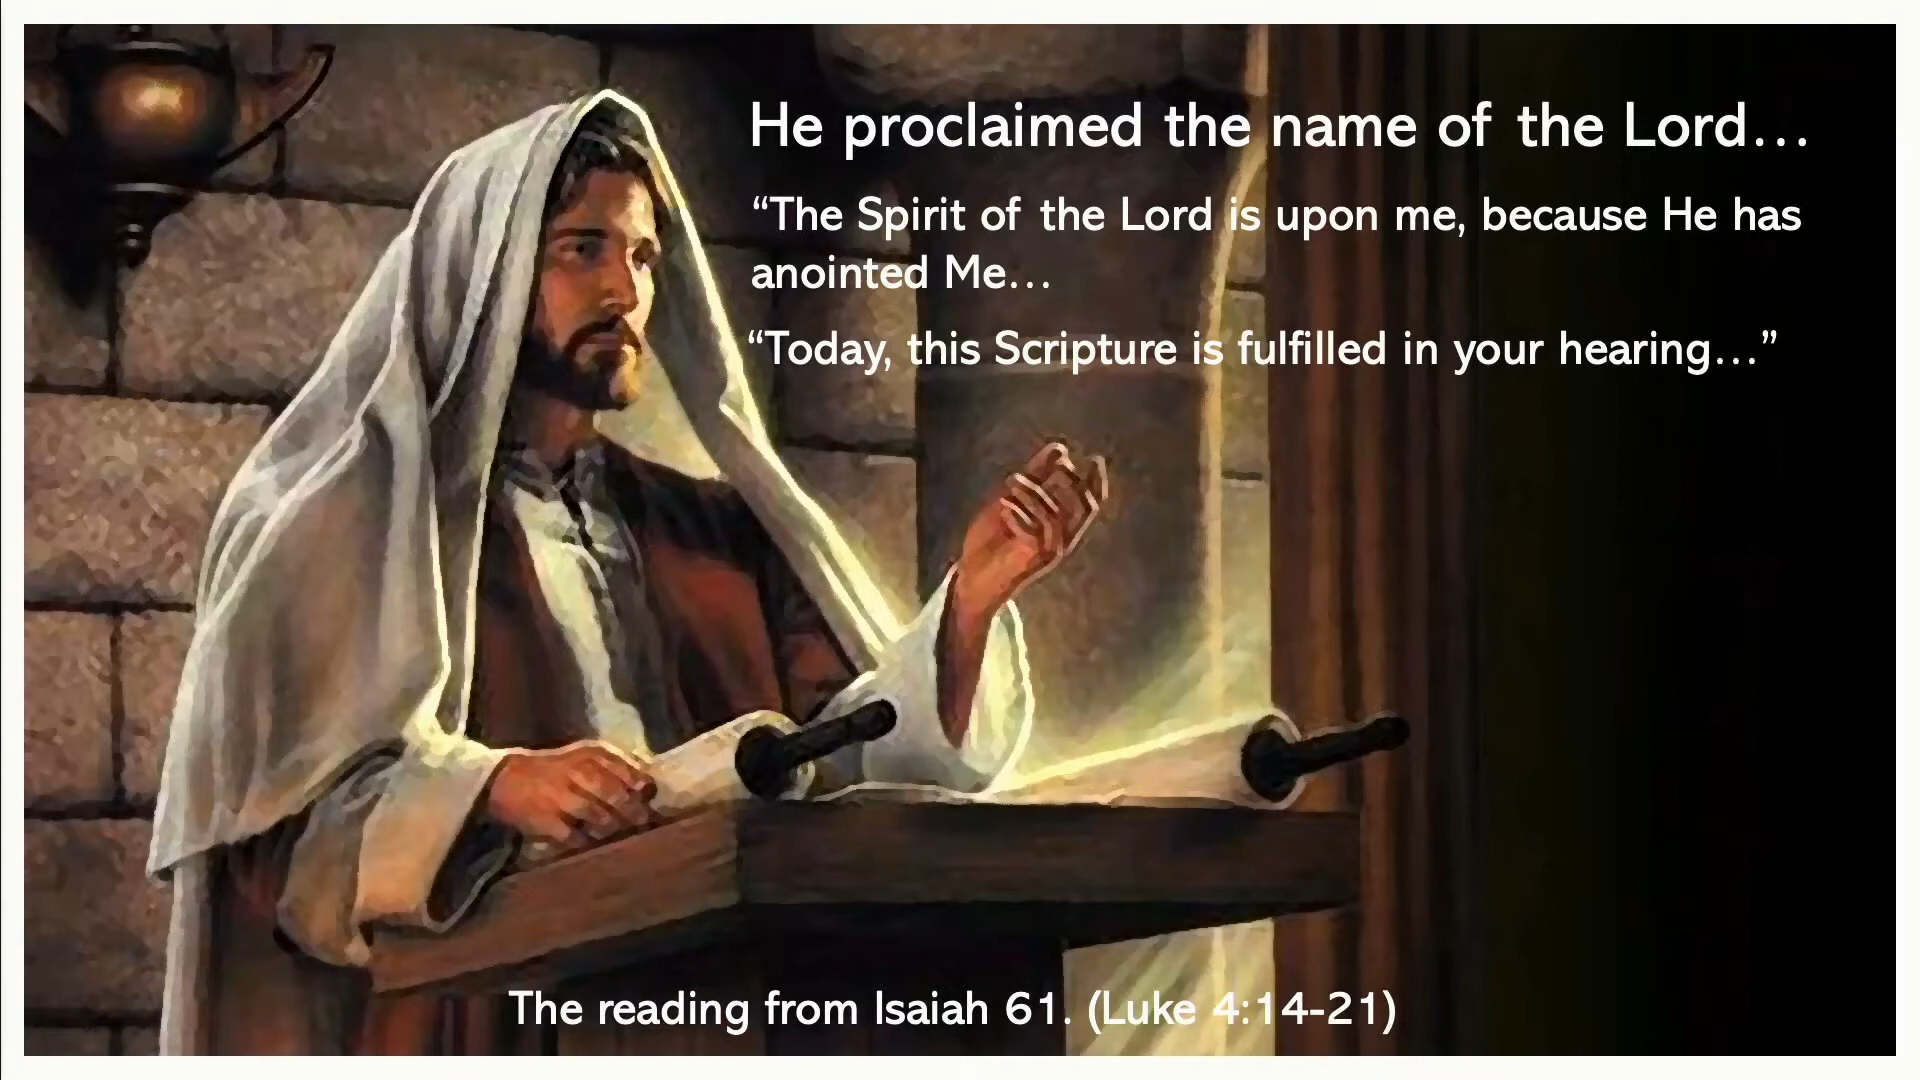 He proclaimed the name of the Lord…
“The Spirit of the Lord is upon me, because He has
anointed Me…
“Today, this Scripture is fulfilled in your hearing…”
The reading from Isaiah 61. (Luke 4:14-21)